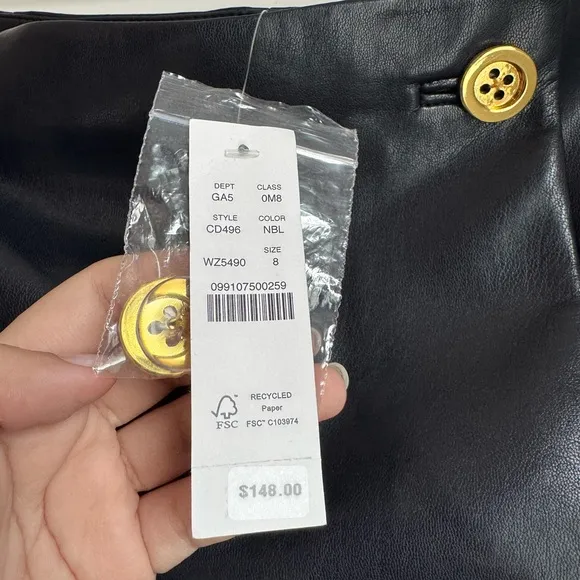 DEPT CLASS
GA5 0M8
STYLE COLOR
CD496 NBL
SIZE
WZ5490 8
099107500259
RECYCLED
Paper
FSC™ C103974
FSC
$148.00